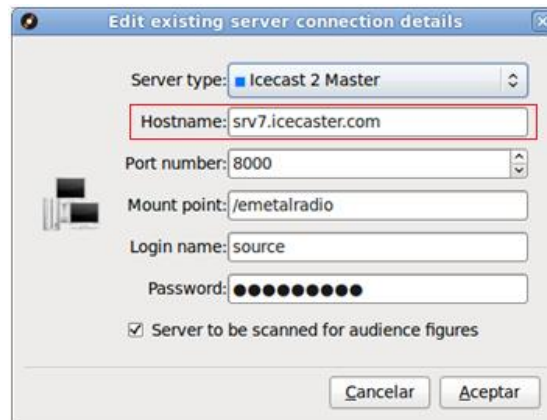 Edit existing server connection details
Server type: Icecast 2 Master
Hostname: srv7.icecaster.com
Port number: 8000
Mount point: /emetalradio
Login name: source
Password: ●●●●●●●●●
Server to be scanned for audience figures
Cancelar Aceptar